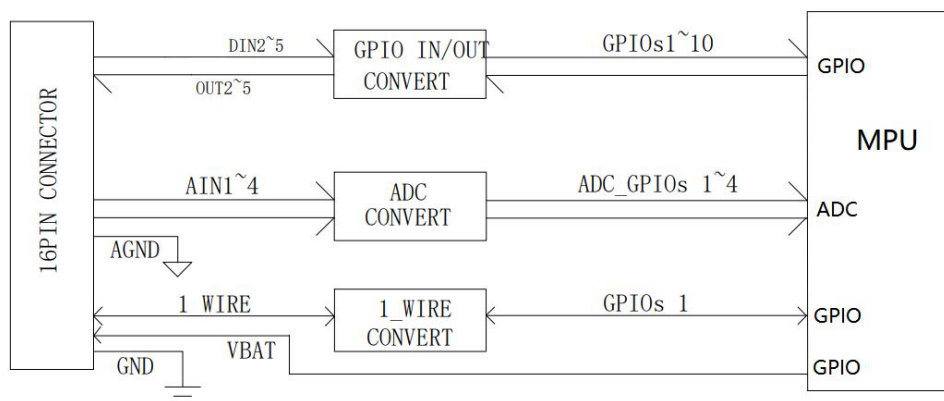 DIN2~5
GPIO IN/OUT
CONVERT
GPIOs1~10
GPIO
OUT2~5
MPU
16PIN CONNECTOR
AIN1~4
ADC
CONVERT
ADC_GPIOs 1~4
ADC
AGND
1 WIRE
1_WIRE
CONVERT
GPIOs 1
GPIO
VBAT
GND
GPIO